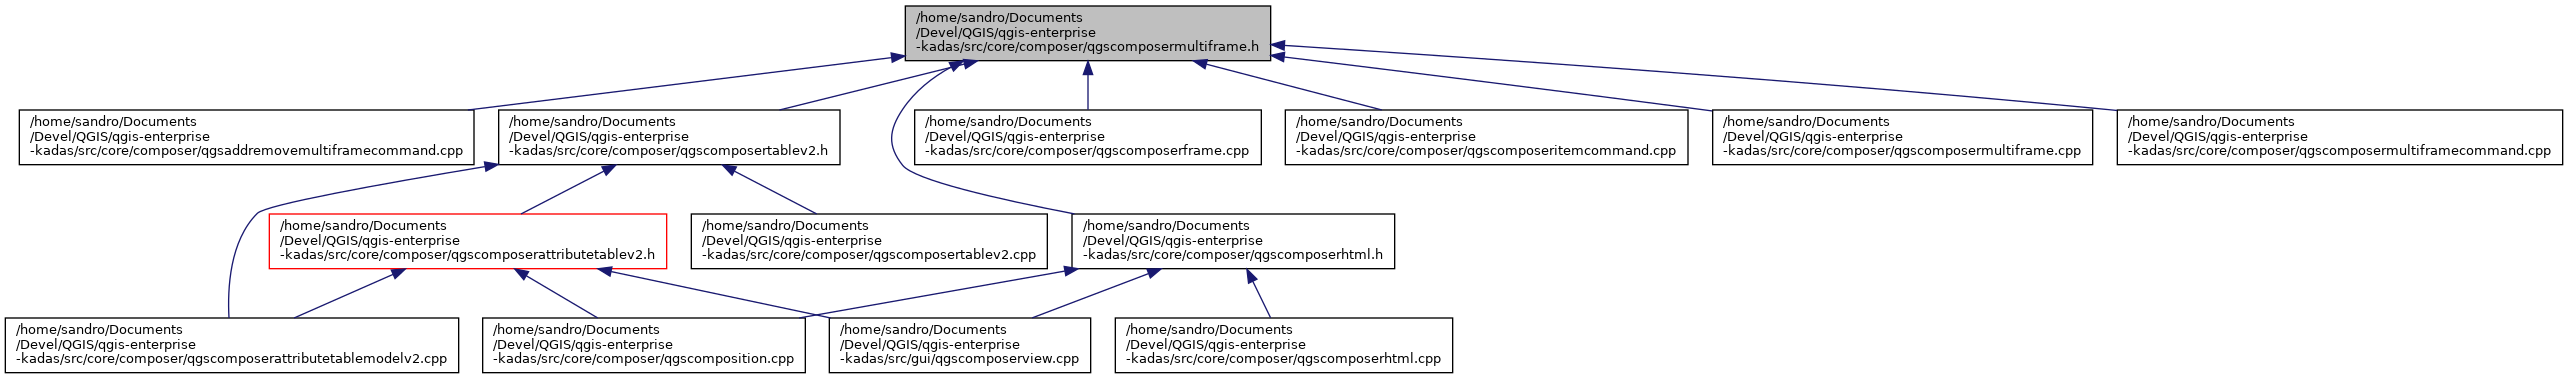 /home/sandro/Documents
/Devel/QGIS/qgis-enterprise
-kadas/src/core/composer/qgscomposermultiframe.h
/home/sandro/Documents
/Devel/QGIS/qgis-enterprise
-kadas/src/core/composer/qgsaddremovemultiframecommand.cpp
/home/sandro/Documents
/Devel/QGIS/qgis-enterprise
-kadas/src/core/composer/qgscomposertablev2.h
/home/sandro/Documents
/Devel/QGIS/qgis-enterprise
-kadas/src/core/composer/qgscomposerframe.cpp
/home/sandro/Documents
/Devel/QGIS/qgis-enterprise
-kadas/src/core/composer/qgscomposeritemcommand.cpp
/home/sandro/Documents
/Devel/QGIS/qgis-enterprise
-kadas/src/core/composer/qgscomposermultiframe.cpp
/home/sandro/Documents
/Devel/QGIS/qgis-enterprise
-kadas/src/core/composer/qgscomposermultiframecommand.cpp
/home/sandro/Documents
/Devel/QGIS/qgis-enterprise
-kadas/src/core/composer/qgscomposerattributetablev2.h
/home/sandro/Documents
/Devel/QGIS/qgis-enterprise
-kadas/src/core/composer/qgscomposertablev2.cpp
/home/sandro/Documents
/Devel/QGIS/qgis-enterprise
-kadas/src/core/composer/qgscomposerhtml.h
/home/sandro/Documents
/Devel/QGIS/qgis-enterprise
-kadas/src/core/composer/qgscomposerattributetablemodelv2.cpp
/home/sandro/Documents
/Devel/QGIS/qgis-enterprise
-kadas/src/core/composer/qgscomposition.cpp
/home/sandro/Documents
/Devel/QGIS/qgis-enterprise
-kadas/src/gui/qgscomposerview.cpp
/home/sandro/Documents
/Devel/QGIS/qgis-enterprise
-kadas/src/core/composer/qgscomposerhtml.cpp